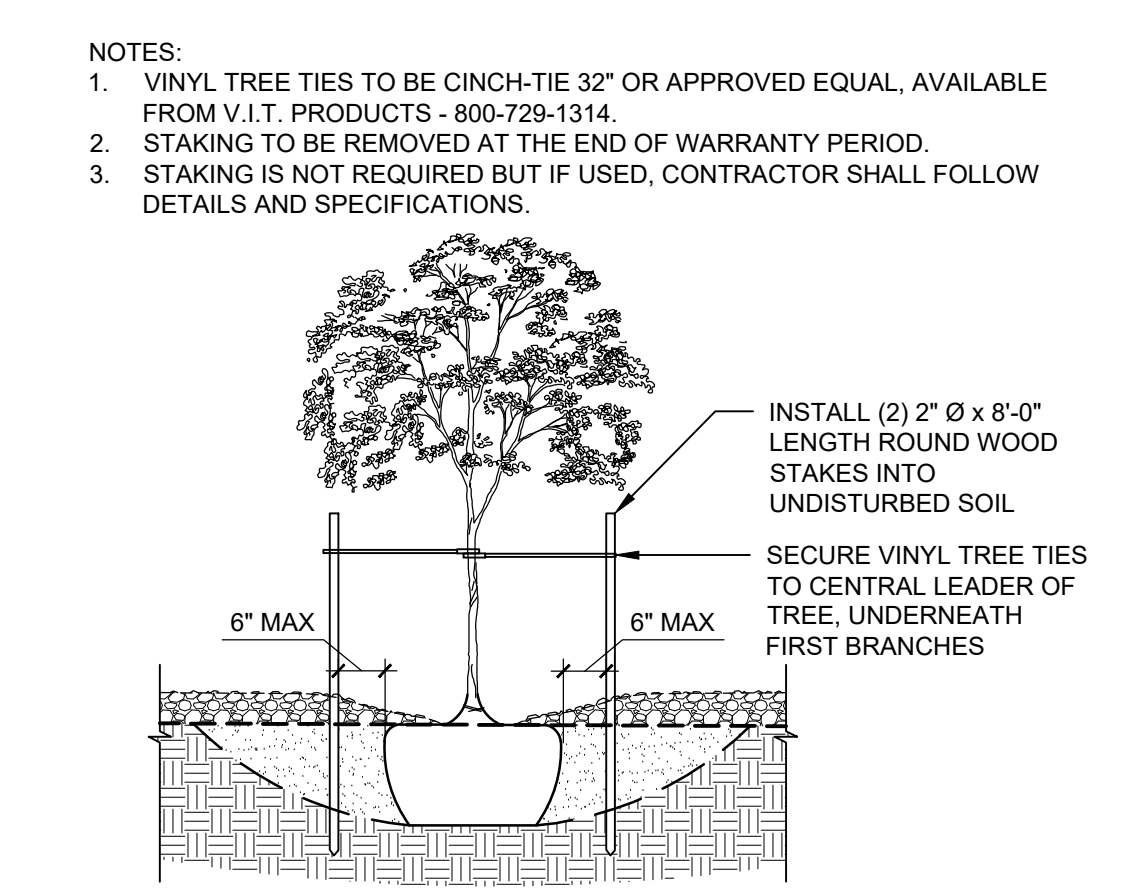 NOTES:
1. VINYL TREE TIES TO BE CINCH-TIE 32" OR APPROVED EQUAL, AVAILABLE
FROM V.I.T. PRODUCTS - 800-729-1314.
2. STAKING TO BE REMOVED AT THE END OF WARRANTY PERIOD.
3. STAKING IS NOT REQUIRED BUT IF USED, CONTRACTOR SHALL FOLLOW
DETAILS AND SPECIFICATIONS.
INSTALL (2) 2" Ø x 8'-0"
LENGTH ROUND WOOD
STAKES INTO
UNDISTURBED SOIL
SECURE VINYL TREE TIES
TO CENTRAL LEADER OF
TREE, UNDERNEATH
FIRST BRANCHES
6" MAX
6" MAX